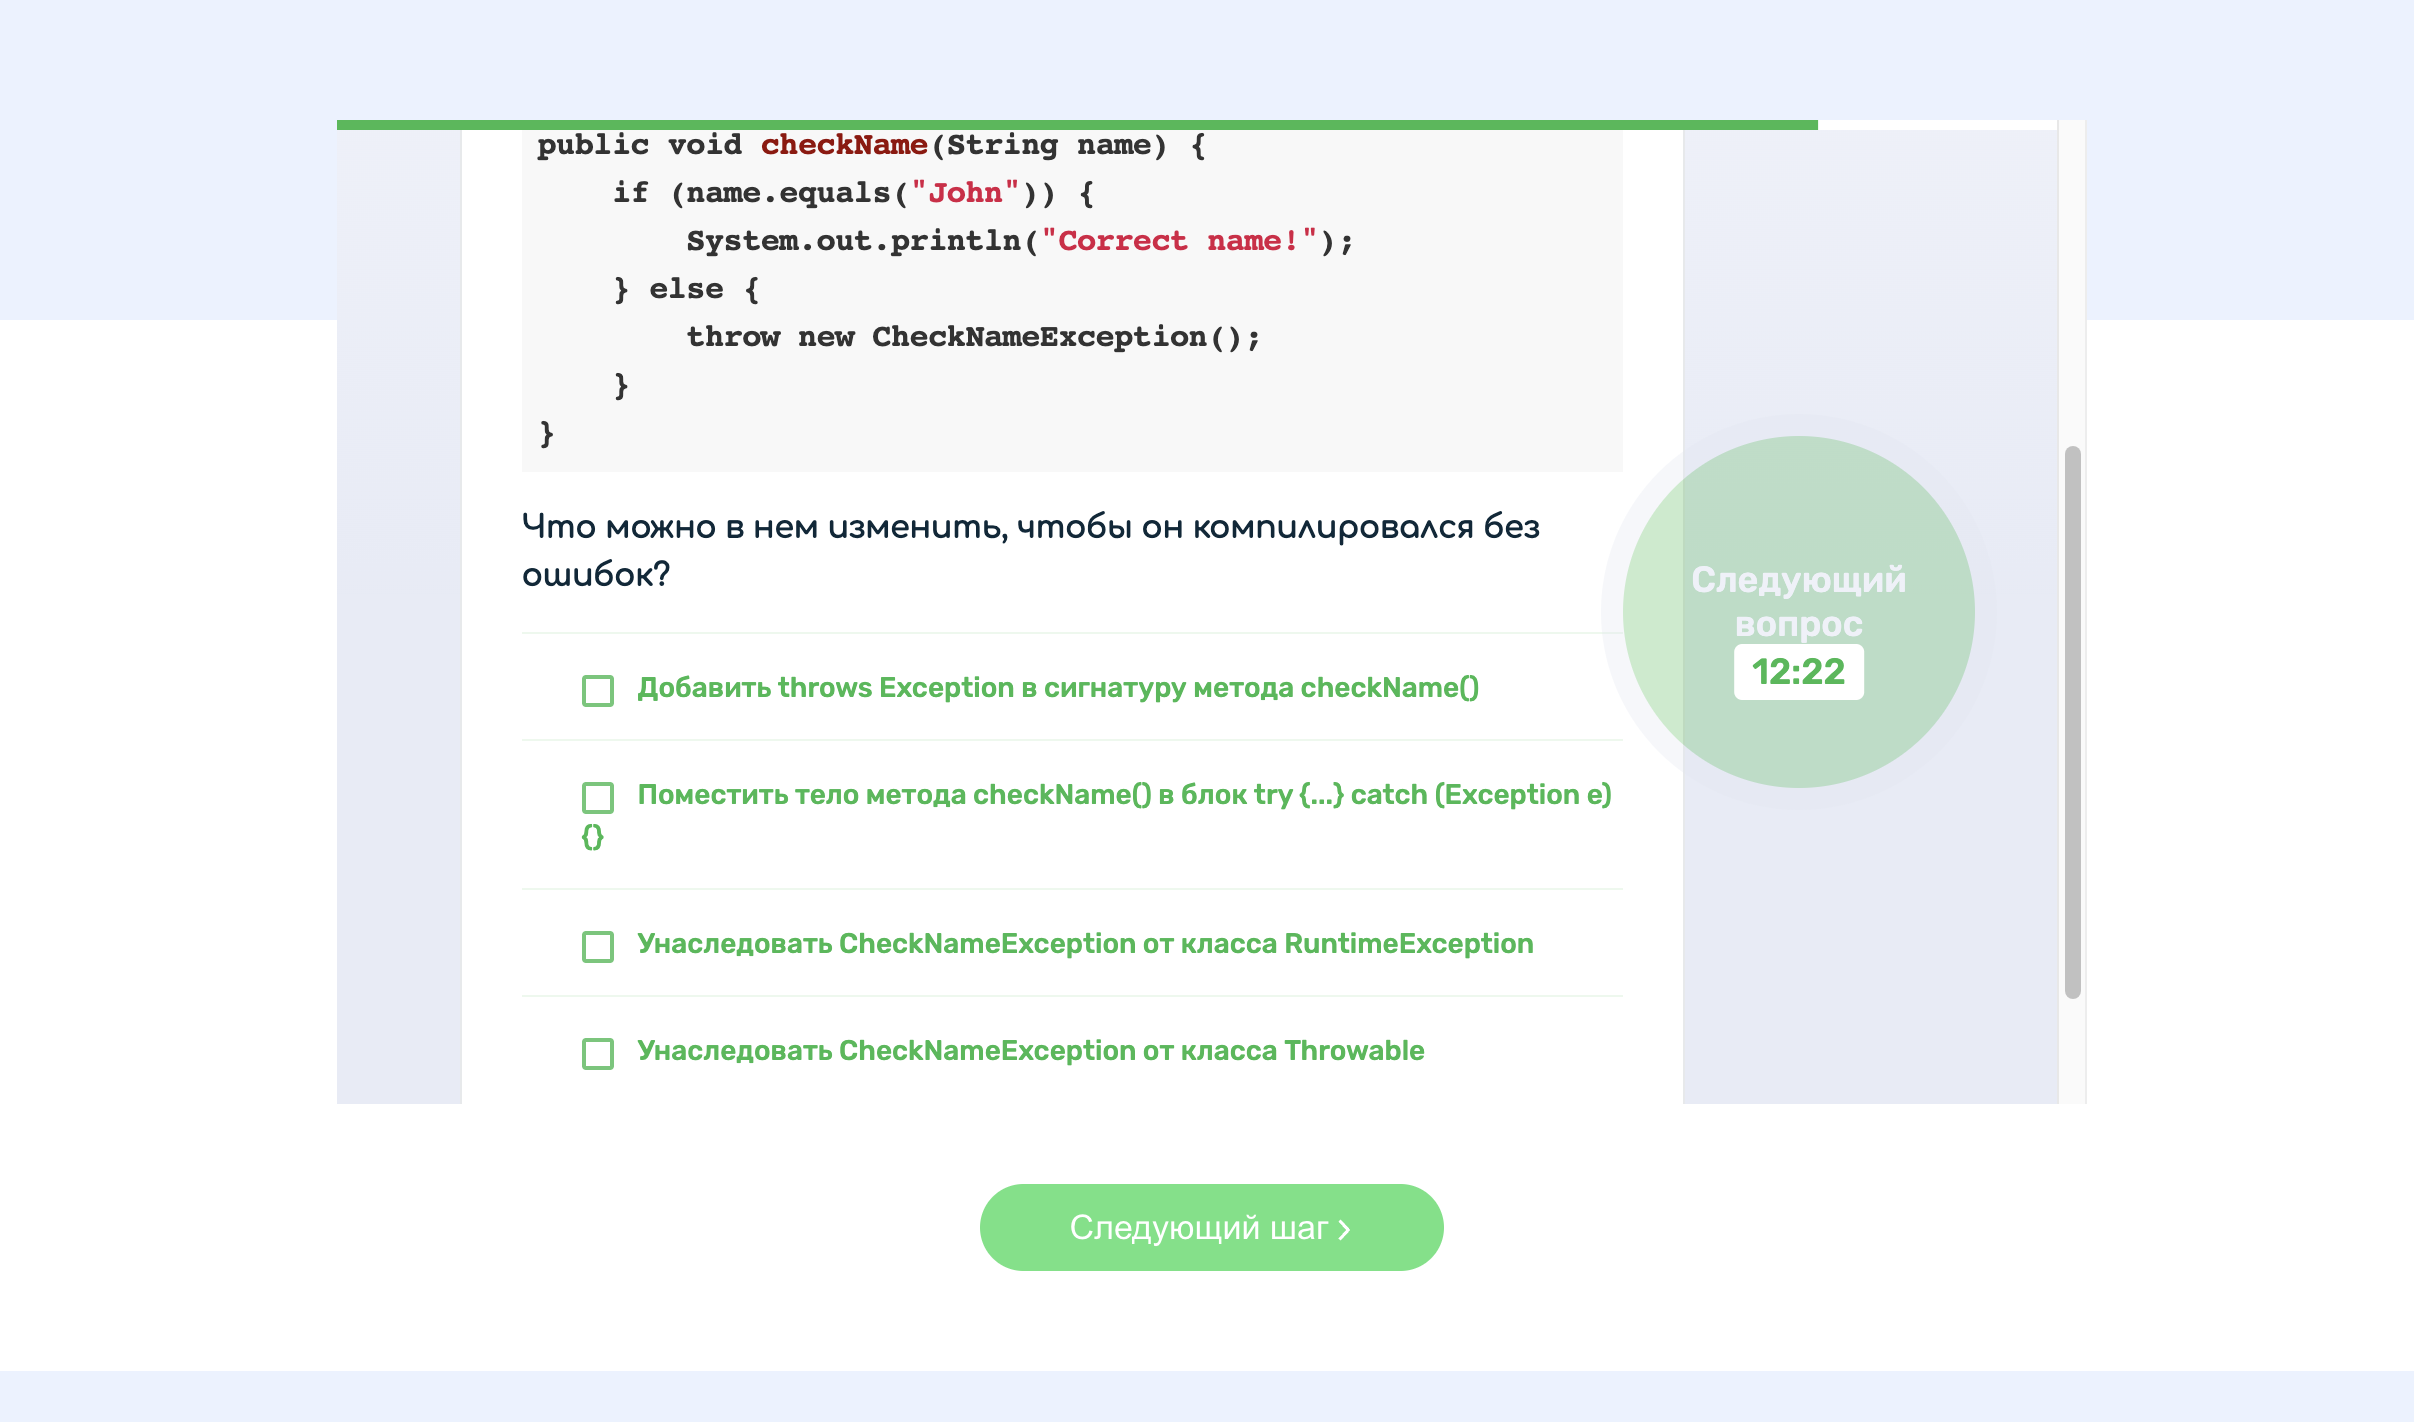 public void checkName(String name) {
if (name.equals("John")) {
System.out.println("Correct name!");
} else {
throw new CheckNameException();
}
}
Что можно в нем изменить, чтобы он компилировался без
ошибок?
Добавить throws Exception в сигнатуру метода checkName()
Поместить тело метода checkName() в блок try {...} catch (Exception e)
{}
Унаследовать CheckNameException от класса RuntimeException
Унаследовать CheckNameException от класса Throwable
Следующий
вопрос
12:22
Следующий шаг